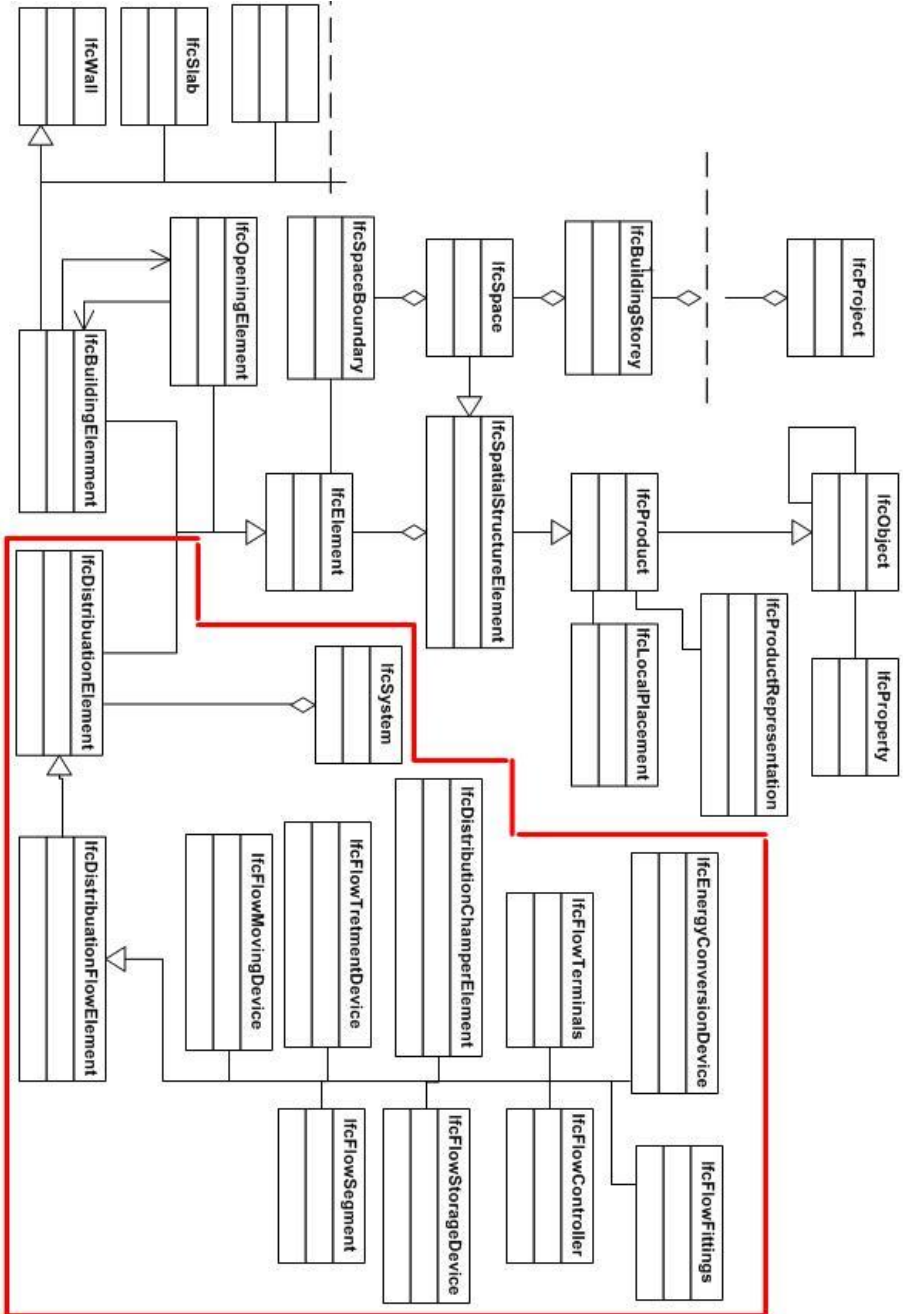 IfcProject
IfcObject
IfcProperty
IfcProductRepresentation
IfcBuildingStorey
IfcProduct
IfcLocalPlacement
IfcSpace
IfcSpatialStructureElement
IfcSpaceBoundary
IfcElement
IfcSystem
IfcSlab
IfcOpeningElement
IfcWall
IfcBuildingElemment
IfcDistribuationElement
IfcDistribuationFlowElement
IfcEnergyConversionDevice
IfcFlowFittings
IfcFlowTerminals
IfcFlowController
IfcDistributionChamperElement
IfcFlowStorageDevice
IfcFlowTretmentDevice
IfcFlowSegment
IfcFlowMovingDevice